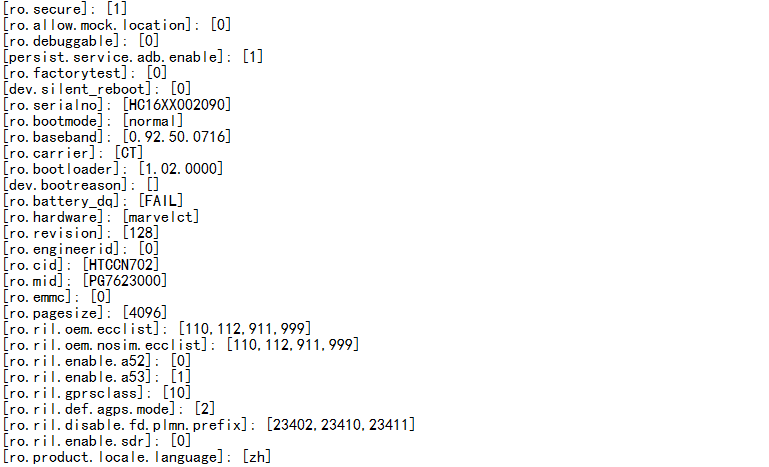 [ro.secure]: [1]
[ro.allow.mock.location]: [0]
[ro.debuggable]: [0]
[persist.service.adb.enable]: [1]
[ro.factorytest]: [0]
[dev.silent_reboot]: [0]
[ro.serialno]: [HC16XX002090]
[ro.bootmode]: [normal]
[ro.baseband]: [0.92.50.0716]
[ro.carrier]: [CT]
[ro.bootloader]: [1.02.0000]
[dev.bootreason]: []
[ro.battery_dq]: [FAIL]
[ro.hardware]: [marvelct]
[ro.revision]: [128]
[ro.engineerid]: [0]
[ro.cid]: [HTCCN702]
[ro.mid]: [PG7623000]
[ro.emmc]: [0]
[ro.pagesize]: [4096]
[ro.ril.oem.ecclist]: [110,112,911,999]
[ro.ril.oem.nosim.ecclist]: [110,112,911,999]
[ro.ril.enable.a52]: [0]
[ro.ril.enable.a53]: [1]
[ro.ril.gprsclass]: [10]
[ro.ril.def.agps.mode]: [2]
[ro.ril.disable.fd.plmn.prefix]: [23402,23410,23411]
[ro.ril.enable.sdr]: [0]
[ro.product.locale.language]: [zh]